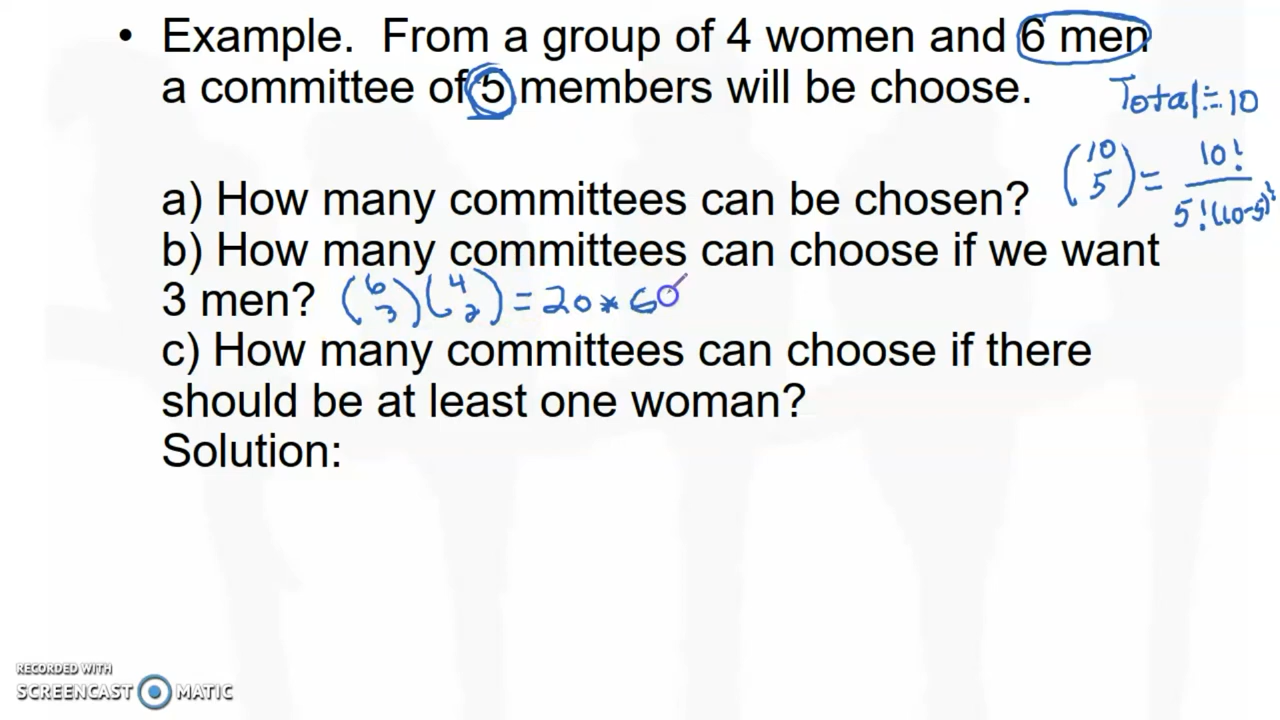 • Example. From a group of 4 women and 6 men
a committee of 5 members will be choose.
Total = 10
(10 5) = 10! / 5!(10-5)!
a) How many committees can be chosen?
b) How many committees can choose if we want
3 men? (6 3)(4 2) = 20 * 6
c) How many committees can choose if there
should be at least one woman?
Solution:
RECORDED WITH
SCREENCAST MATIC